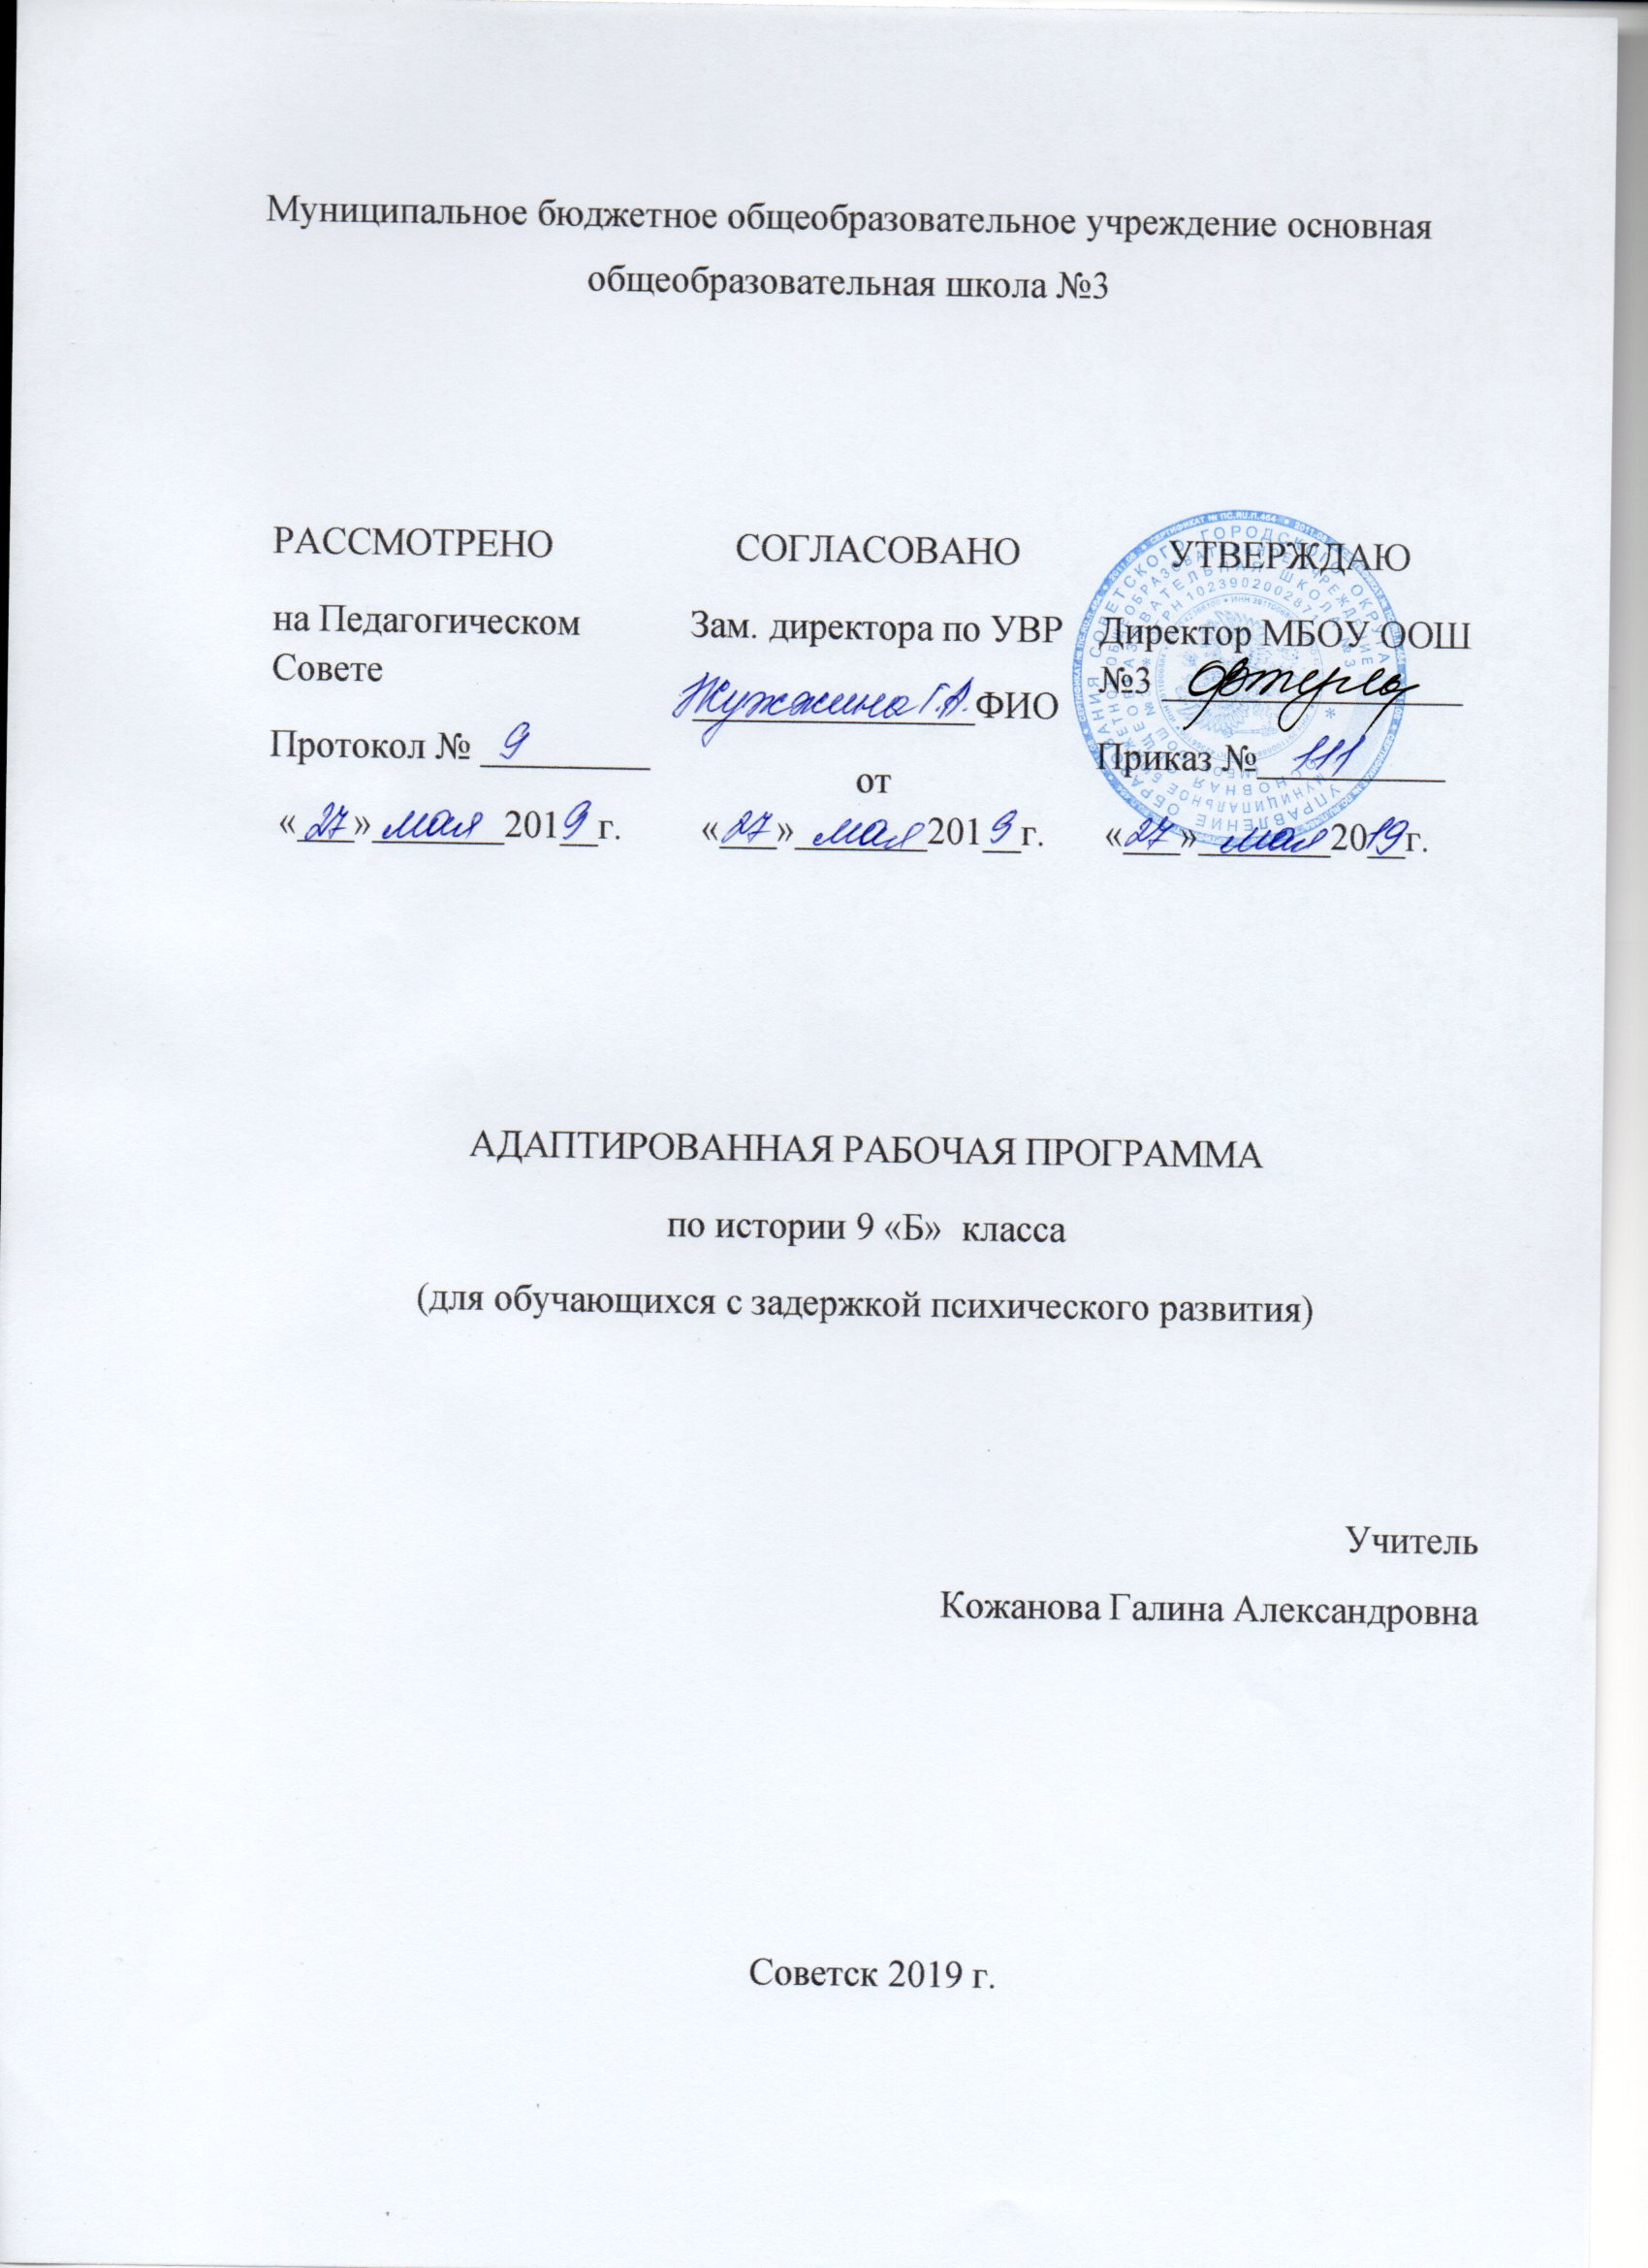 Муниципальное бюджетное общеобразовательное учреждение основная
общеобразовательная школа №3
РАССМОТРЕНО
на Педагогическом
Совете
Протокол № 9
«27» мая 2019 г.
СОГЛАСОВАНО
Зам. директора по УВР
Жужжина Г.А. ФИО
от
«27» мая 2019 г.
УТВЕРЖДАЮ
Директор МБОУ ООШ
№3
Приказ № 111
«27» мая 2019 г.
АДАПТИРОВАННАЯ РАБОЧАЯ ПРОГРАММА
по истории 9 «Б» класса
(для обучающихся с задержкой психического развития)
Учитель
Кожанова Галина Александровна
Советск 2019 г.